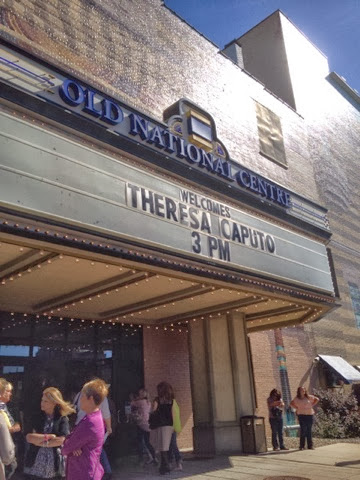 OLD NATIONAL CENTRE
WELCOMES
THERESA CAPUTO
3 PM